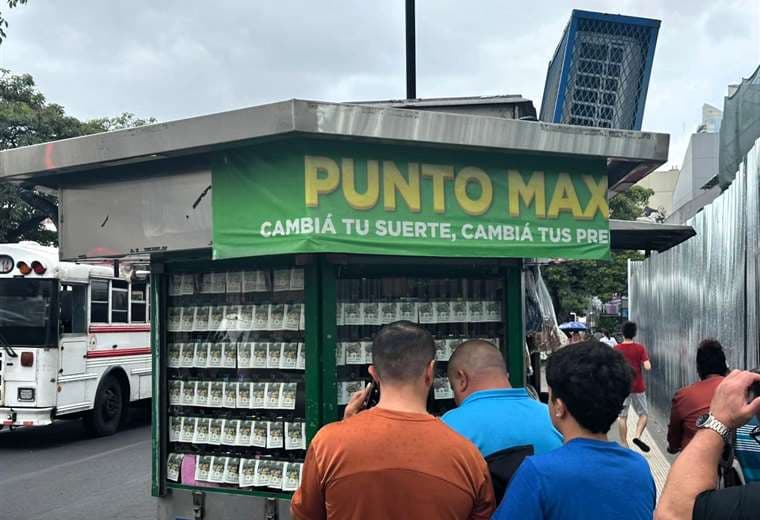 PUNTO MAX
CAMBIÁ TU SUERTE, CAMBIÁ TUS PRE